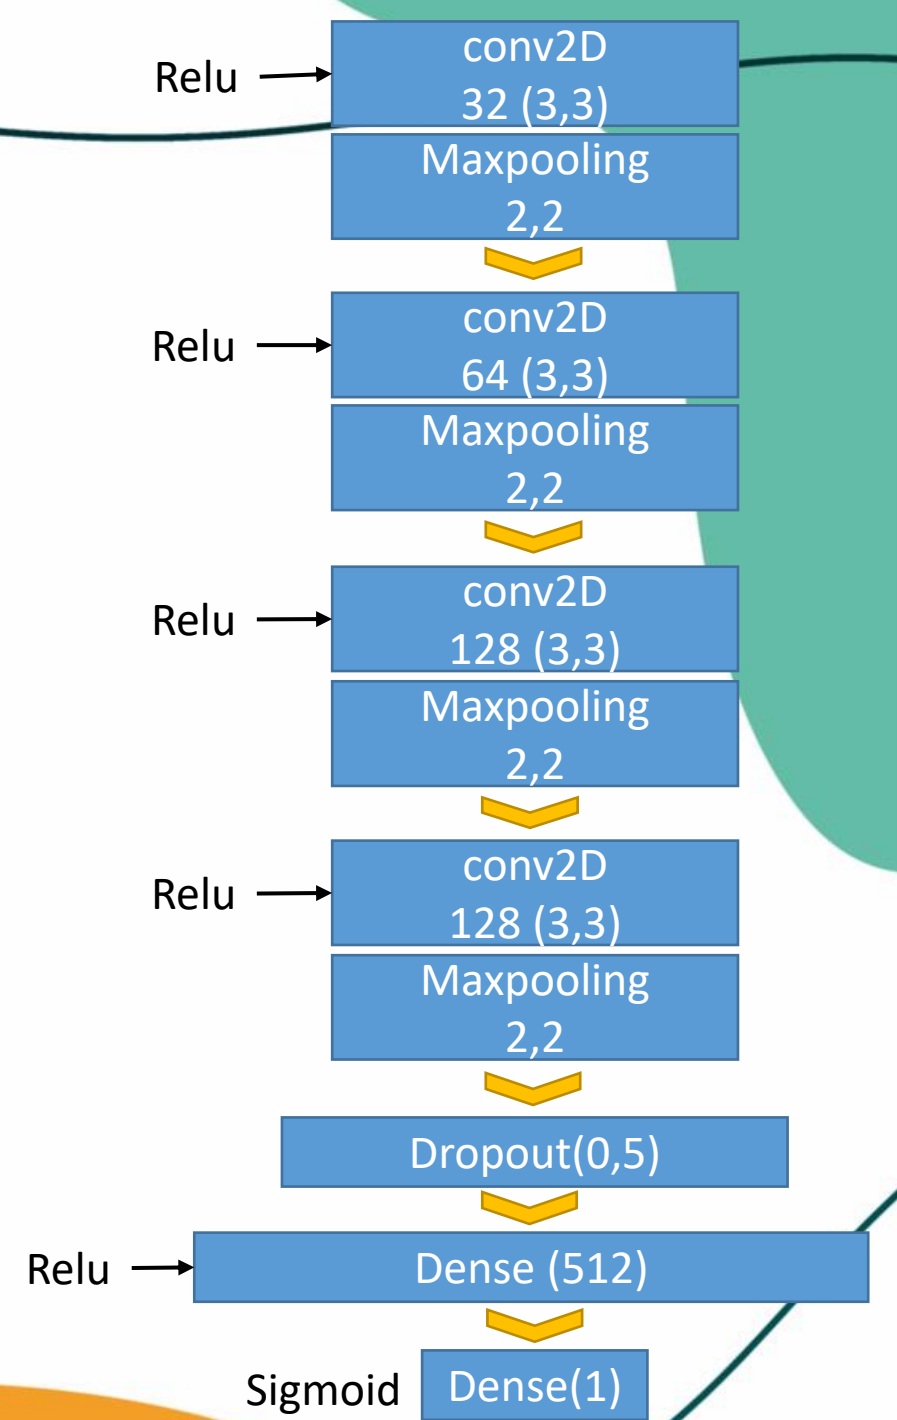 Relu
conv2D
32 (3,3)
Maxpooling
2,2
Relu
conv2D
64 (3,3)
Maxpooling
2,2
Relu
conv2D
128 (3,3)
Maxpooling
2,2
Relu
conv2D
128 (3,3)
Maxpooling
2,2
Dropout(0,5)
Relu
Dense (512)
Sigmoid
Dense(1)